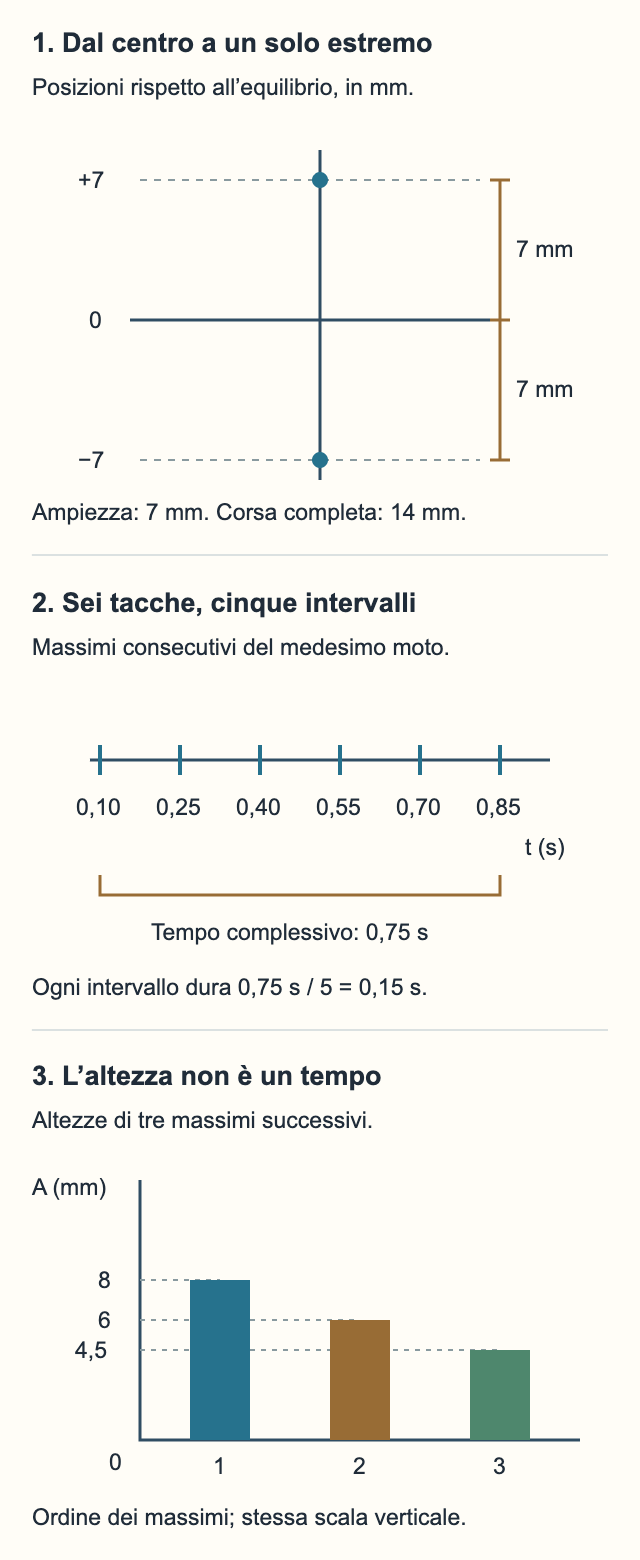 1. Dal centro a un solo estremo
Posizioni rispetto all’equilibrio, in mm.
+7
7 mm
0
7 mm
−7
Ampiezza: 7 mm. Corsa completa: 14 mm.
2. Sei tacche, cinque intervalli
Massimi consecutivi del medesimo moto.
0,10 0,25 0,40 0,55 0,70 0,85
t (s)
Tempo complessivo: 0,75 s
Ogni intervallo dura 0,75 s / 5 = 0,15 s.
3. L’altezza non è un tempo
Altezze di tre massimi successivi.
A (mm)
8
6
4,5
0
1 2 3
Ordine dei massimi; stessa scala verticale.